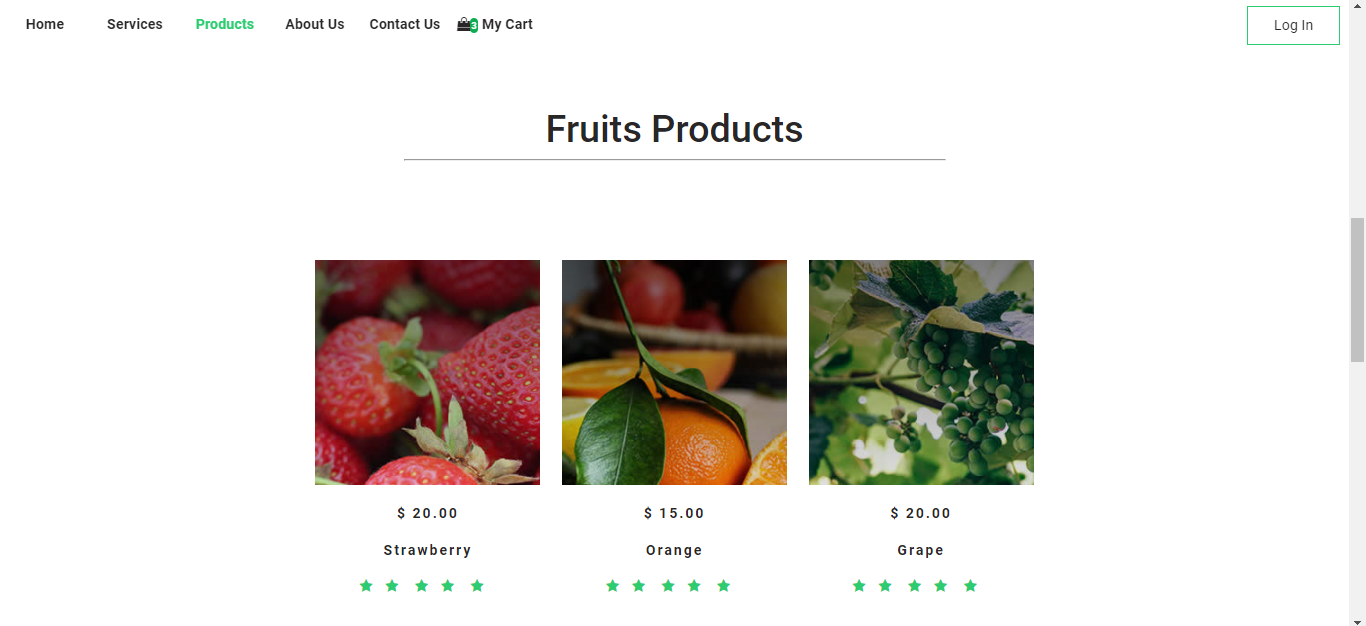 Home Services Products About Us Contact Us 3 My Cart Log In
Fruits Products
$ 20.00 $ 15.00 $ 20.00
Strawberry Orange Grape